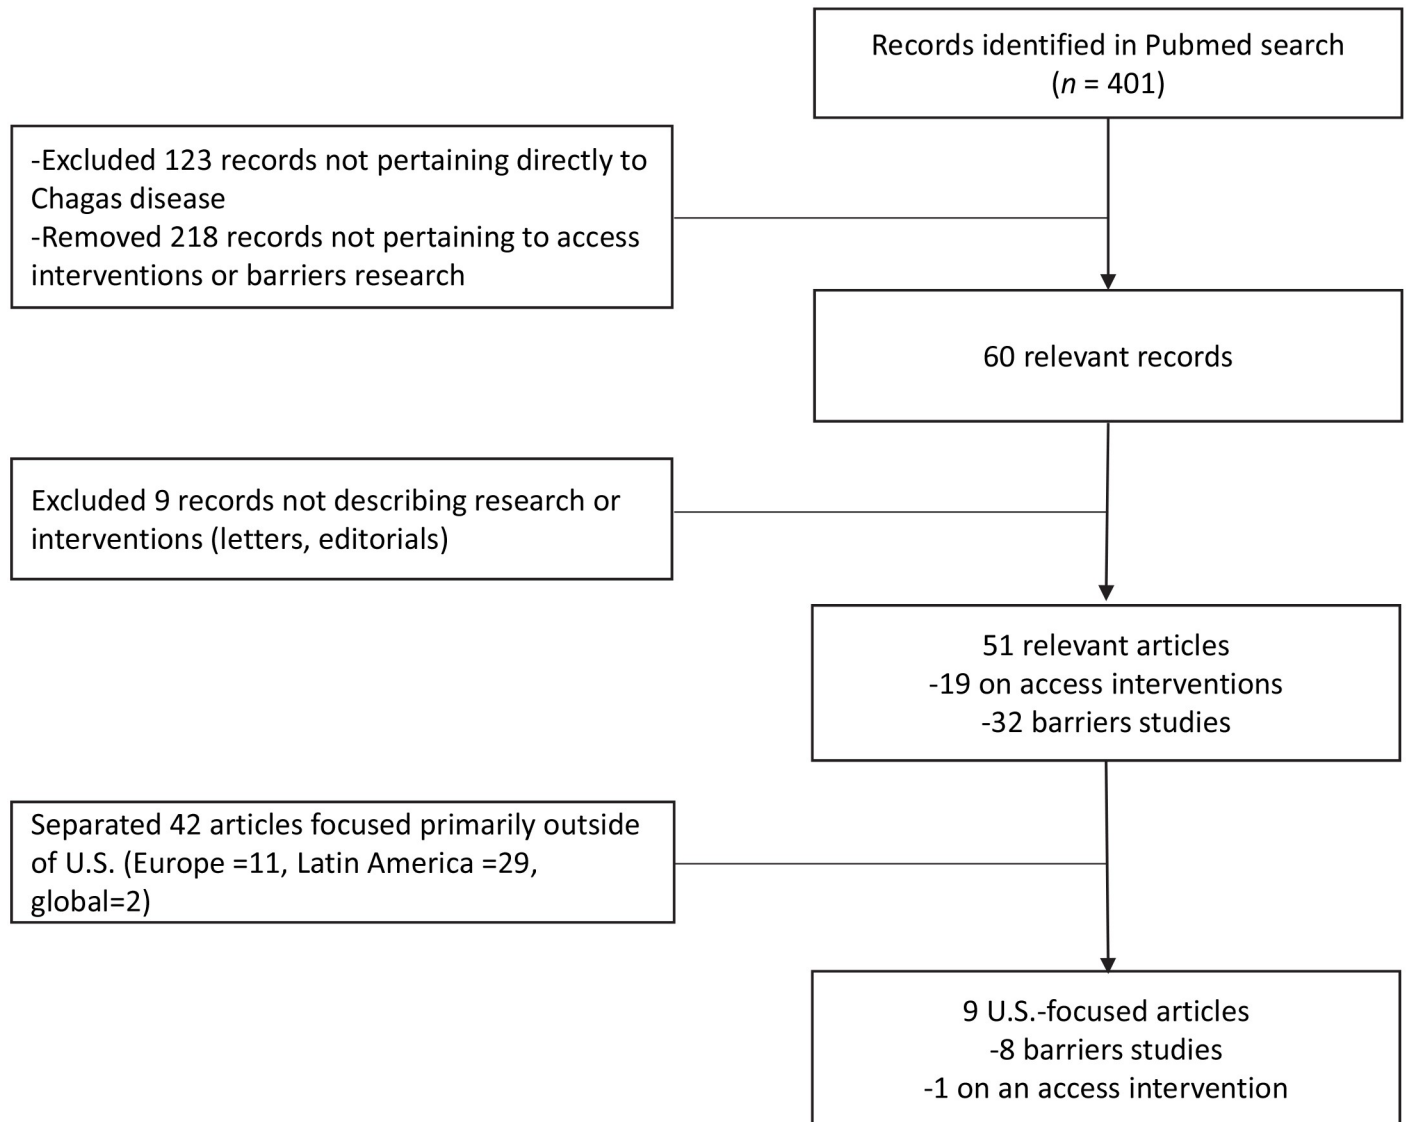 Records identified in Pubmed search
(n = 401)
-Excluded 123 records not pertaining directly to
Chagas disease
-Removed 218 records not pertaining to access
interventions or barriers research
60 relevant records
Excluded 9 records not describing research or
interventions (letters, editorials)
51 relevant articles
-19 on access interventions
-32 barriers studies
Separated 42 articles focused primarily outside
of U.S. (Europe =11, Latin America =29,
global=2)
9 U.S.-focused articles
-8 barriers studies
-1 on an access intervention